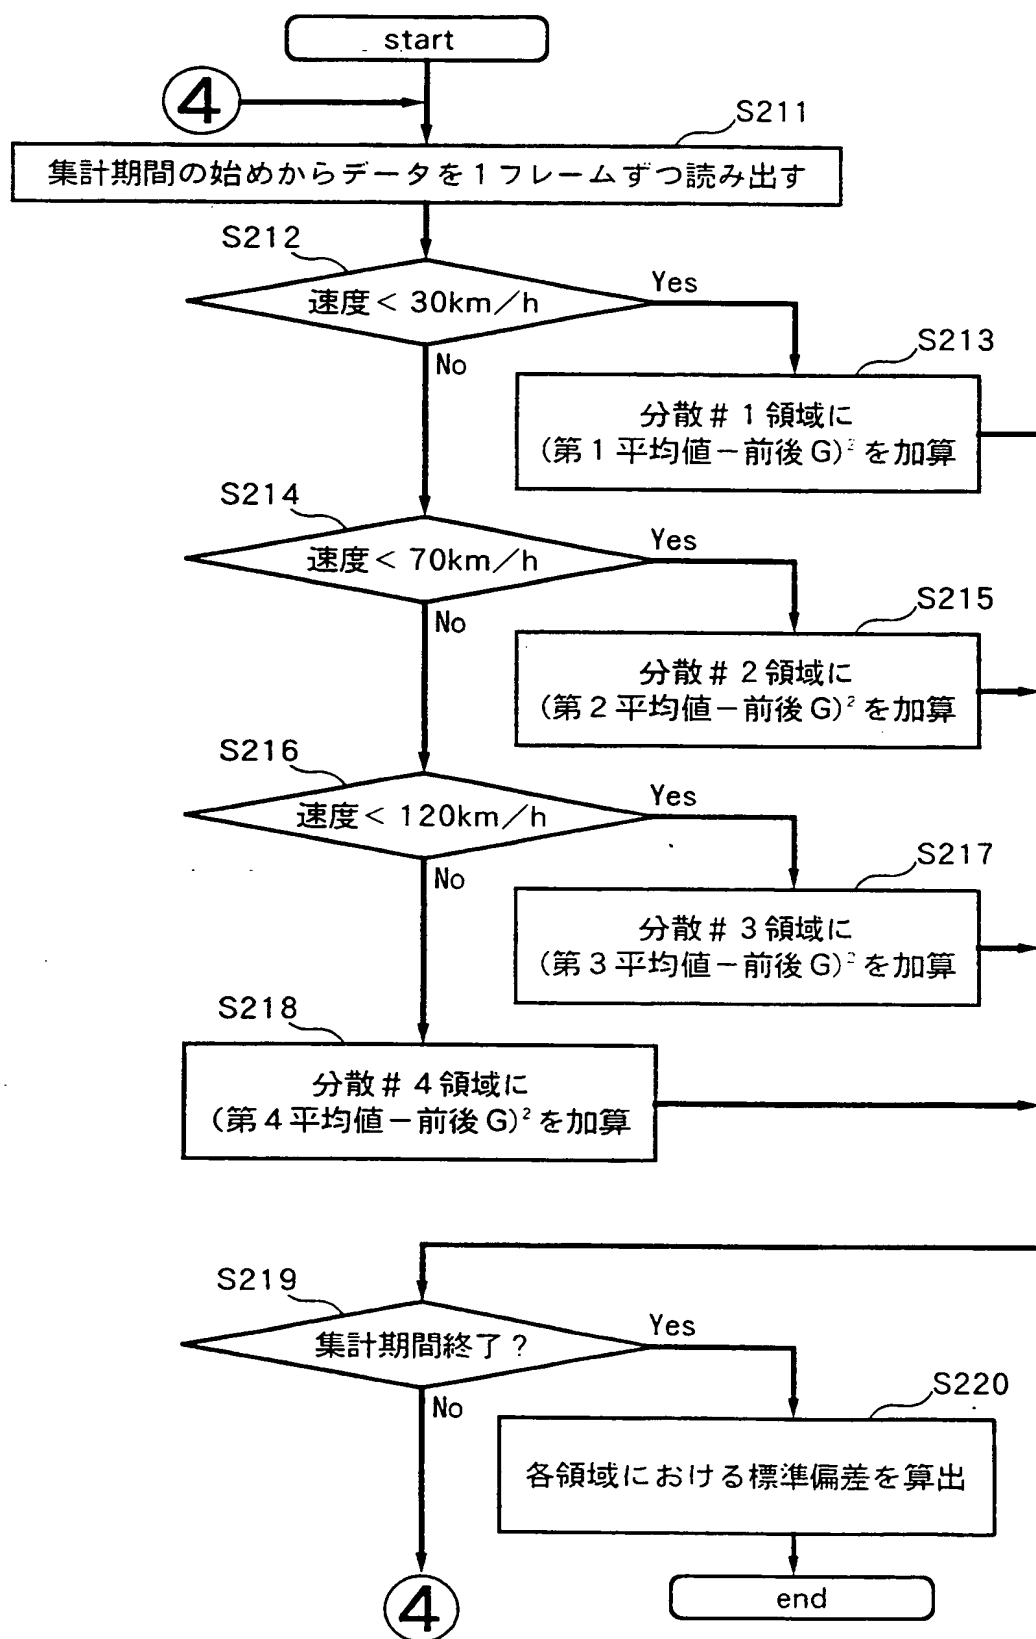 start
④
S211
集計期間の始めからデータを1フレームずつ読み出す
S212
速度＜30km／h
Yes
No
S213
分散＃1領域に
(第1平均値－前後G)²を加算
S214
速度＜70km／h
Yes
No
S215
分散＃2領域に
(第2平均値－前後G)²を加算
S216
速度＜120km／h
Yes
No
S217
分散＃3領域に
(第3平均値－前後G)²を加算
S218
分散＃4領域に
(第4平均値－前後G)²を加算
S219
集計期間終了？
Yes
No
S220
各領域における標準偏差を算出
④
end